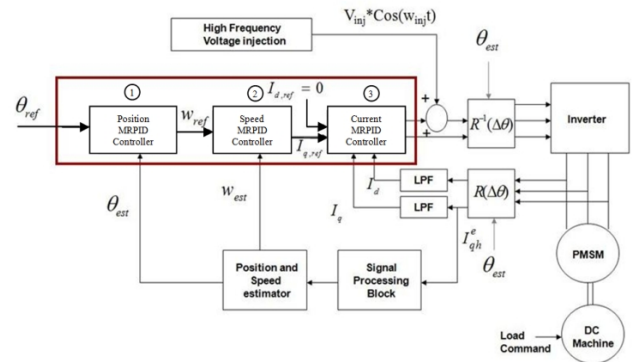 High Frequency
Voltage injection
V_inj*Cos(w_injt)
θ_est
① ② ③
I_d,ref = 0
θ_ref
Position
MRPID
Controller
w_ref
Speed
MRPID
Controller
I_q,ref
Current
MRPID
Controller
+
+
R⁻¹(Δθ)
Inverter
θ_est
w_est
I_q
I_d
LPF
LPF
R(Δθ)
I_qh^e
θ_est
PMSM
Position and
Speed
estimator
Signal
Processing
Block
Load
Command
DC
Machine